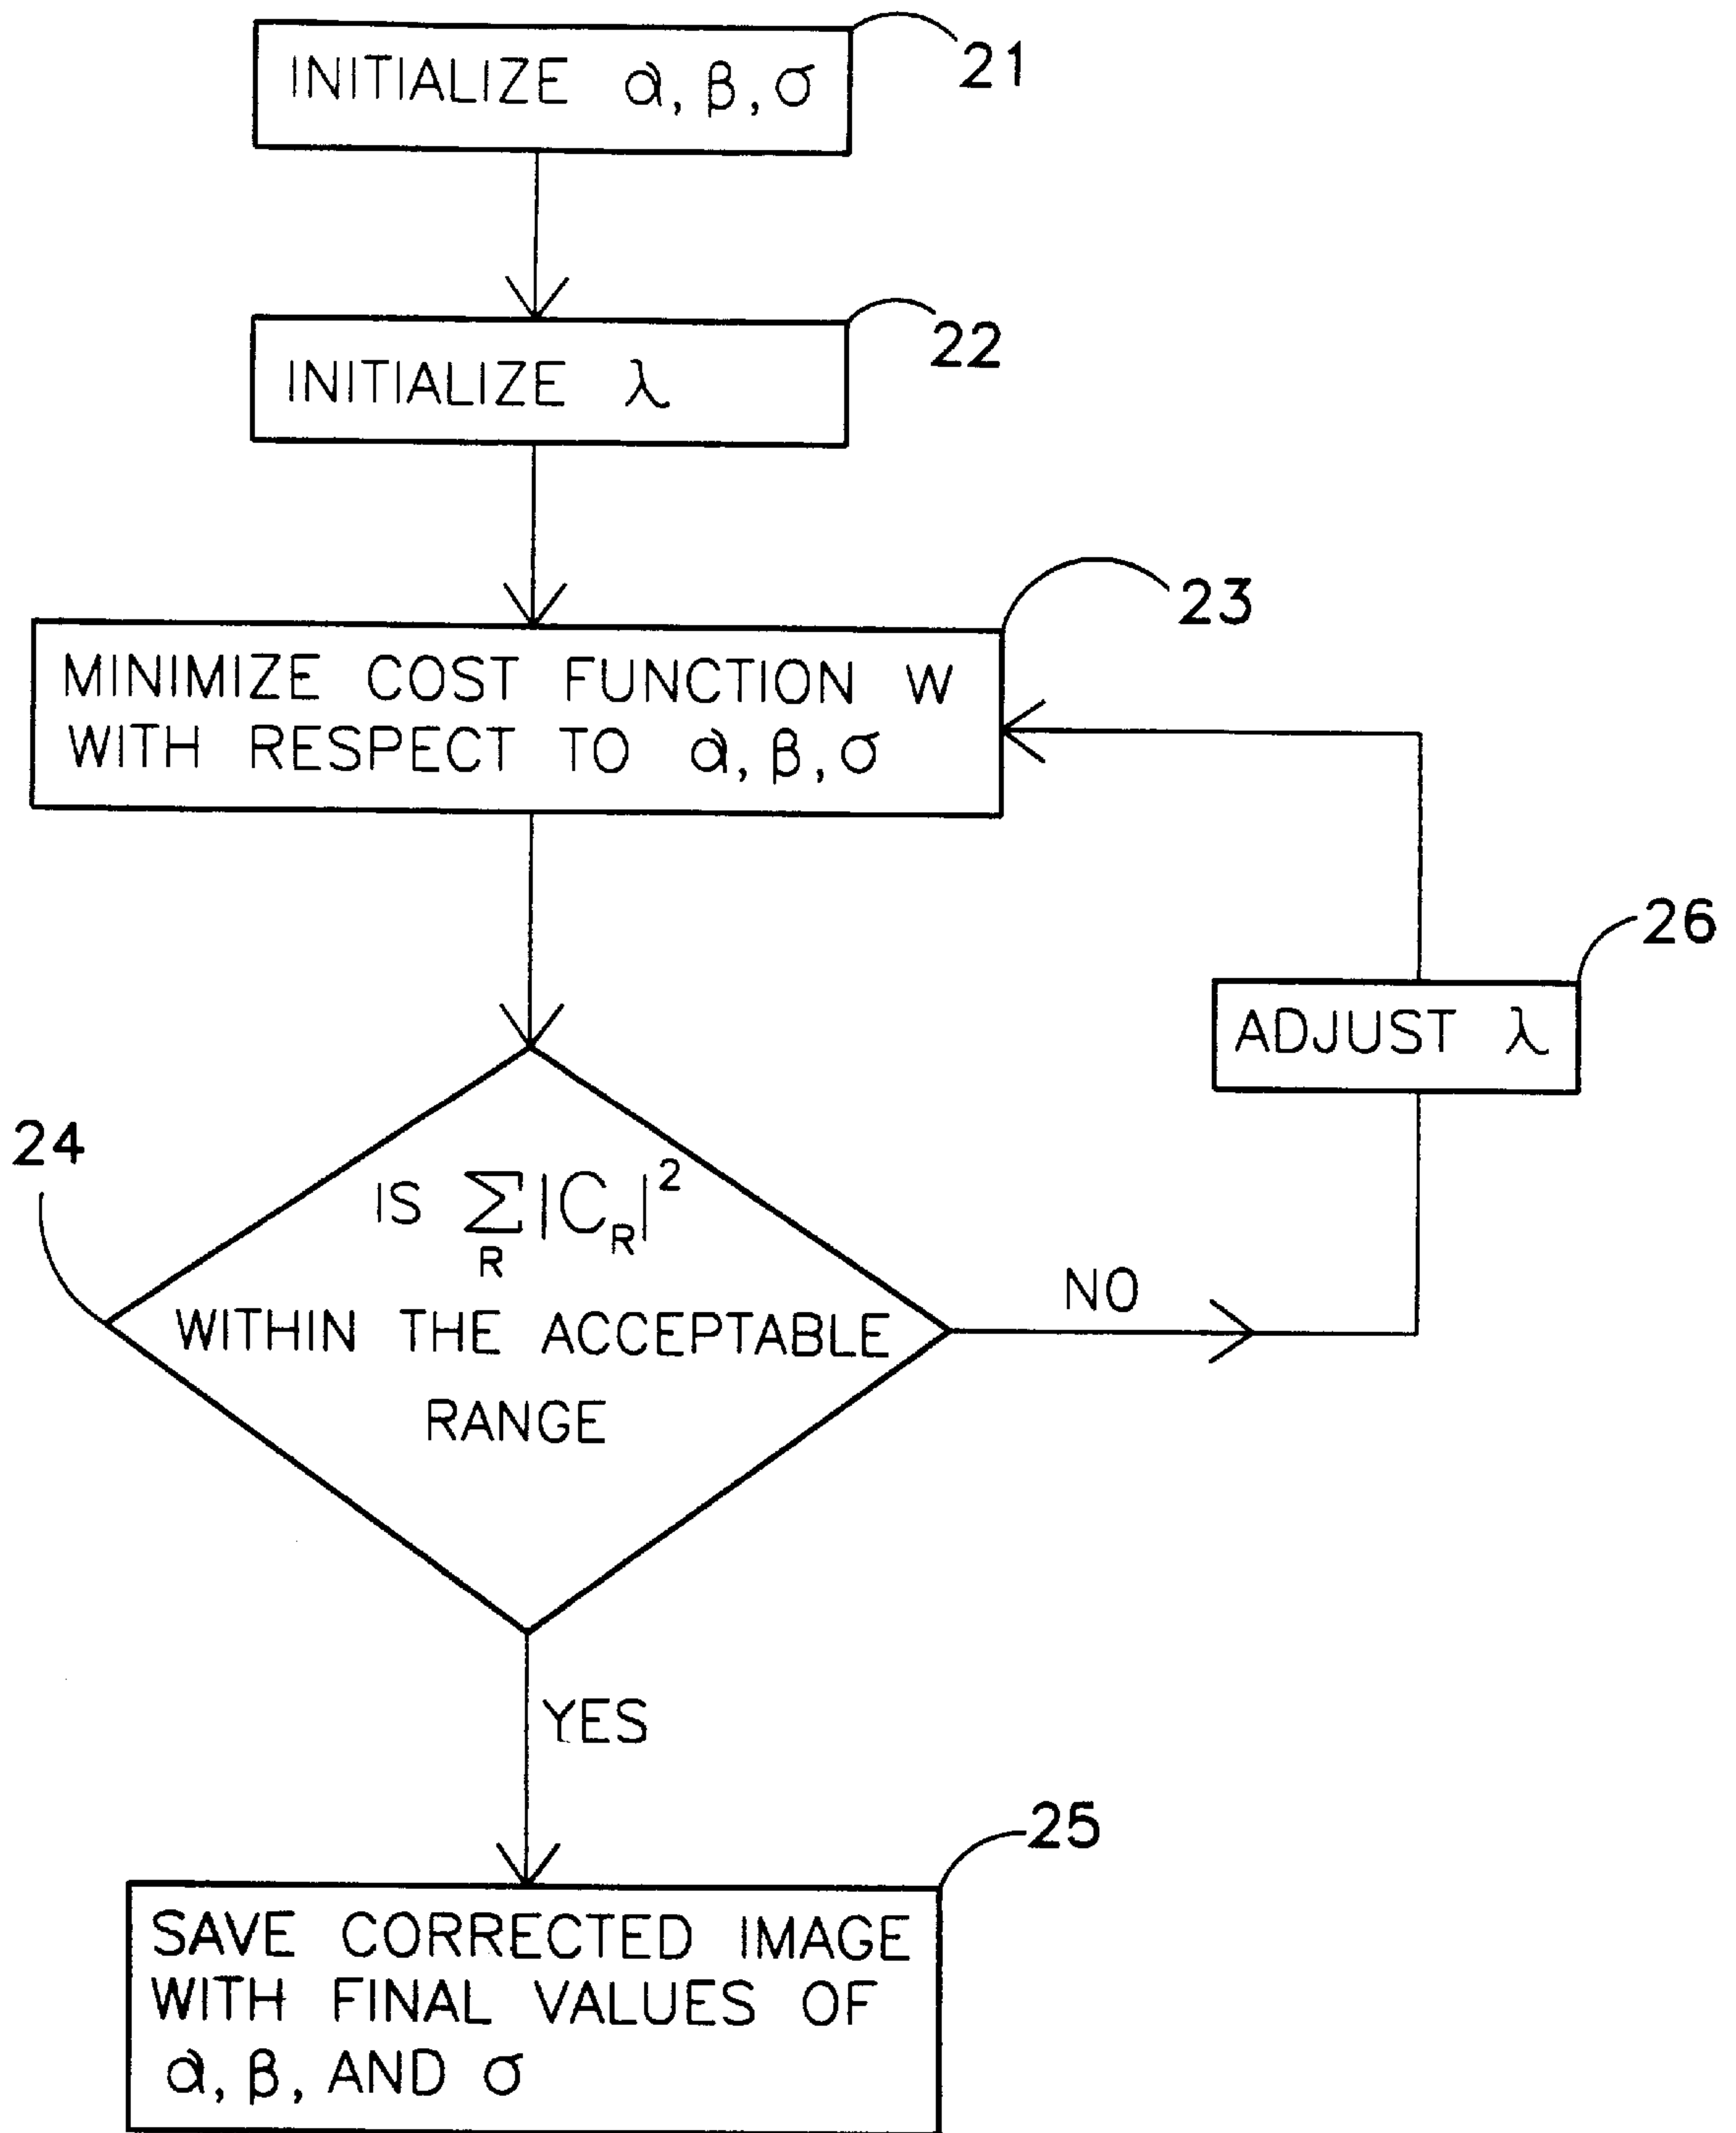 INITIALIZE α, β, σ
21
INITIALIZE λ
22
23
MINIMIZE COST FUNCTION W
WITH RESPECT TO α, β, σ
26
ADJUST λ
24
IS ∑_R |C_R|²
WITHIN THE ACCEPTABLE
RANGE
NO
YES
25
SAVE CORRECTED IMAGE
WITH FINAL VALUES OF
α, β, AND σ